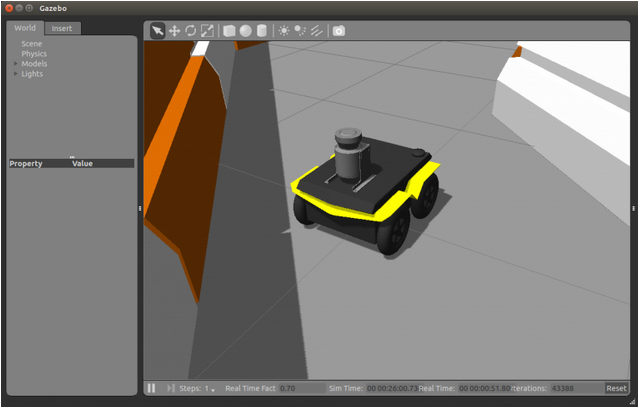 Gazebo
World Insert
Scene
Physics
Models
Lights
Property Value
Steps: 1 Real Time Fact 0.70 Sim Time: 00 00:26:00.73 Real Time: 00 00:00:51.80 Iterations: 43388 Reset